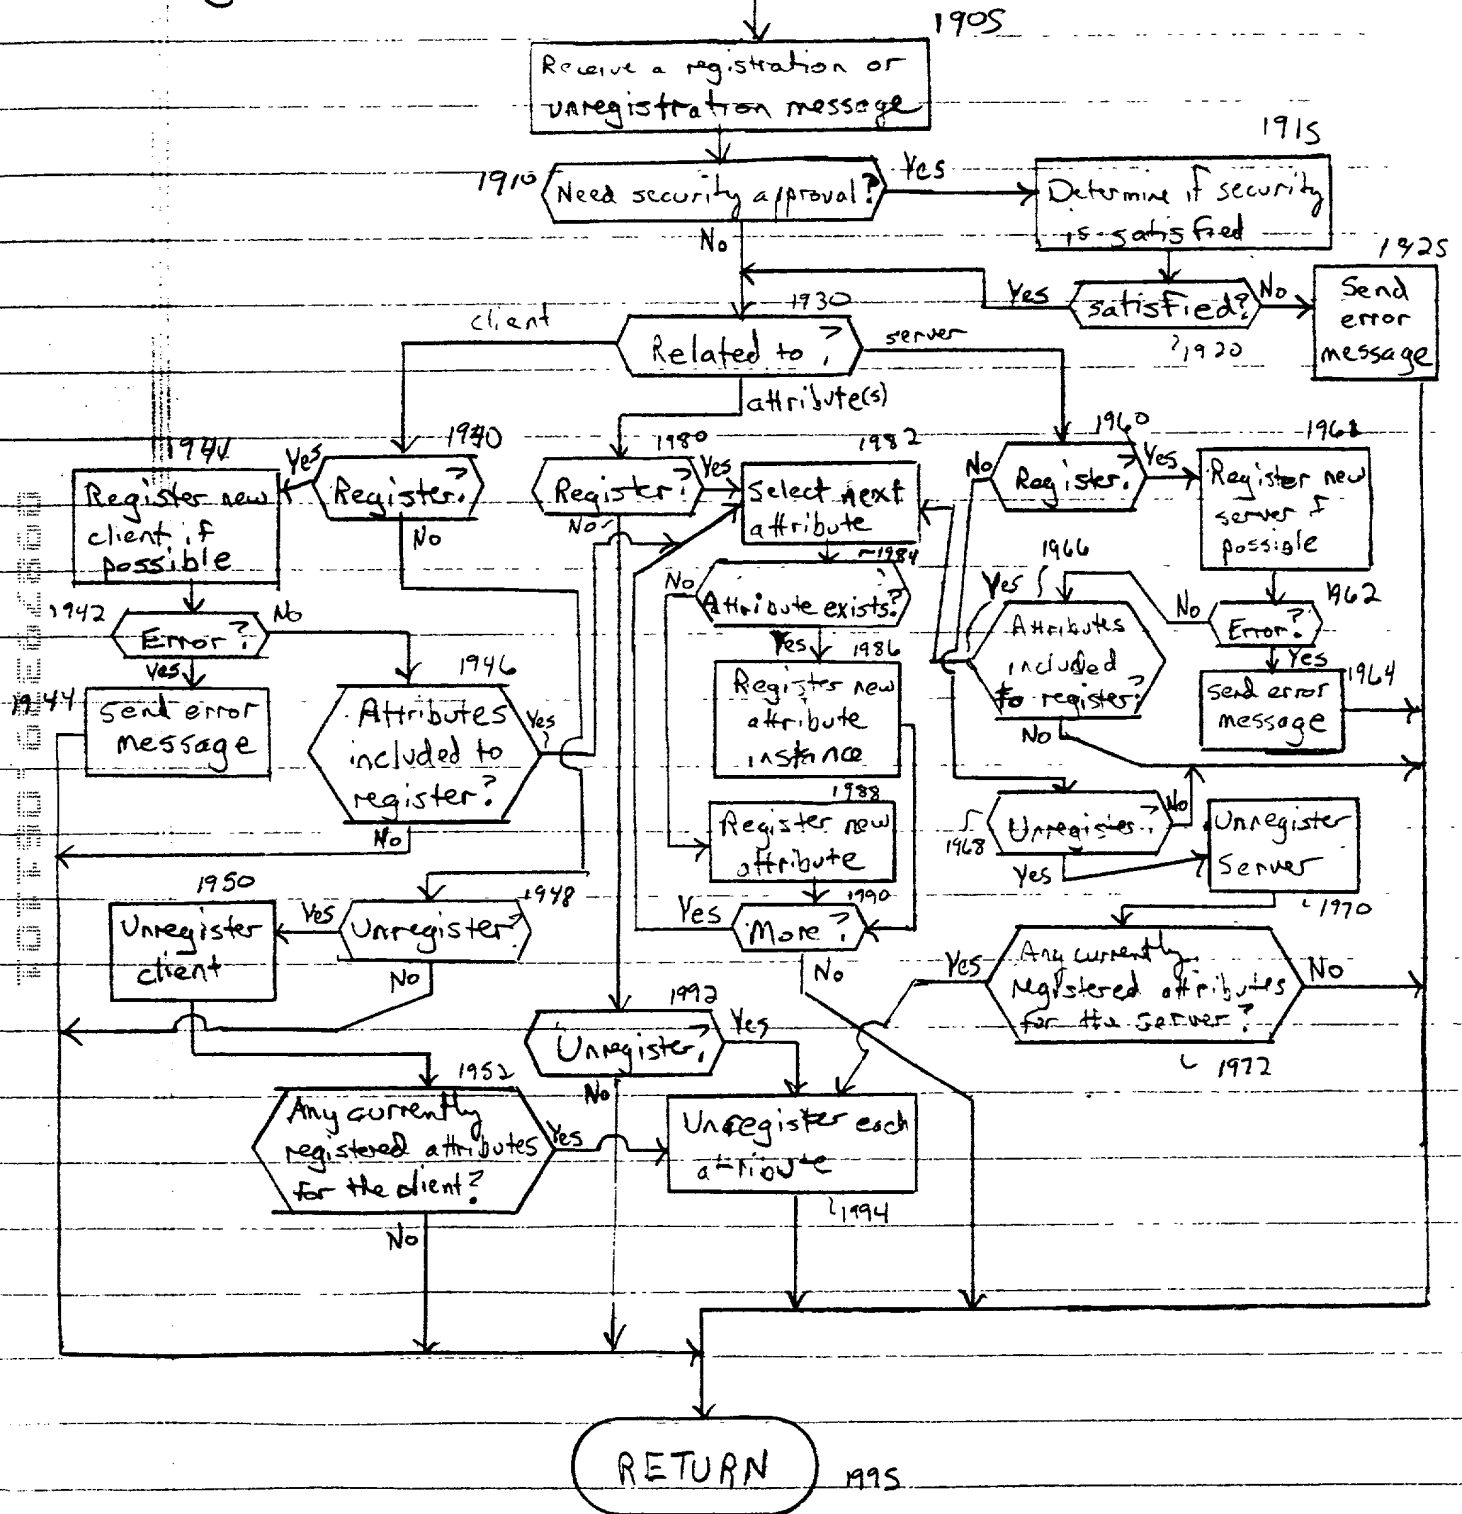 1905
Receive a registration or
unregistration message
1910
Need security approval?
Yes
No
1915
Determine if security
is satisfied
1925
Send
error
message
Yes
satisfied?
No
1920
1930
client
Related to ?
server
attribute(s)
1940
Yes
Register?
No
Register new
client if
possible
1942
Error?
No
Yes
1944
Send error
message
1946
Attributes
included to
register?
Yes
No
1948
Yes
Unregister?
No
1950
Unregister
client
1952
Any currently
registered attributes
for the client?
Yes
No
1980
Register?
Yes
No
1982
Select next
attribute
1984
No
Attribute exists?
Yes
1986
Register new
attribute
instance
1988
Register new
attribute
1990
Yes
More?
No
1992
Unregister?
Yes
No
Unregister each
attribute
1994
1960
No
Register?
Yes
Register new
server if
possible
1962
No
Error?
Yes
1964
Send error
message
1966
Yes
Attributes
included
to register?
No
1968
Unregister?
No
Yes
Unregister
Server
1970
Yes
Any currently
registered attributes
for the server?
No
1972
RETURN
1995